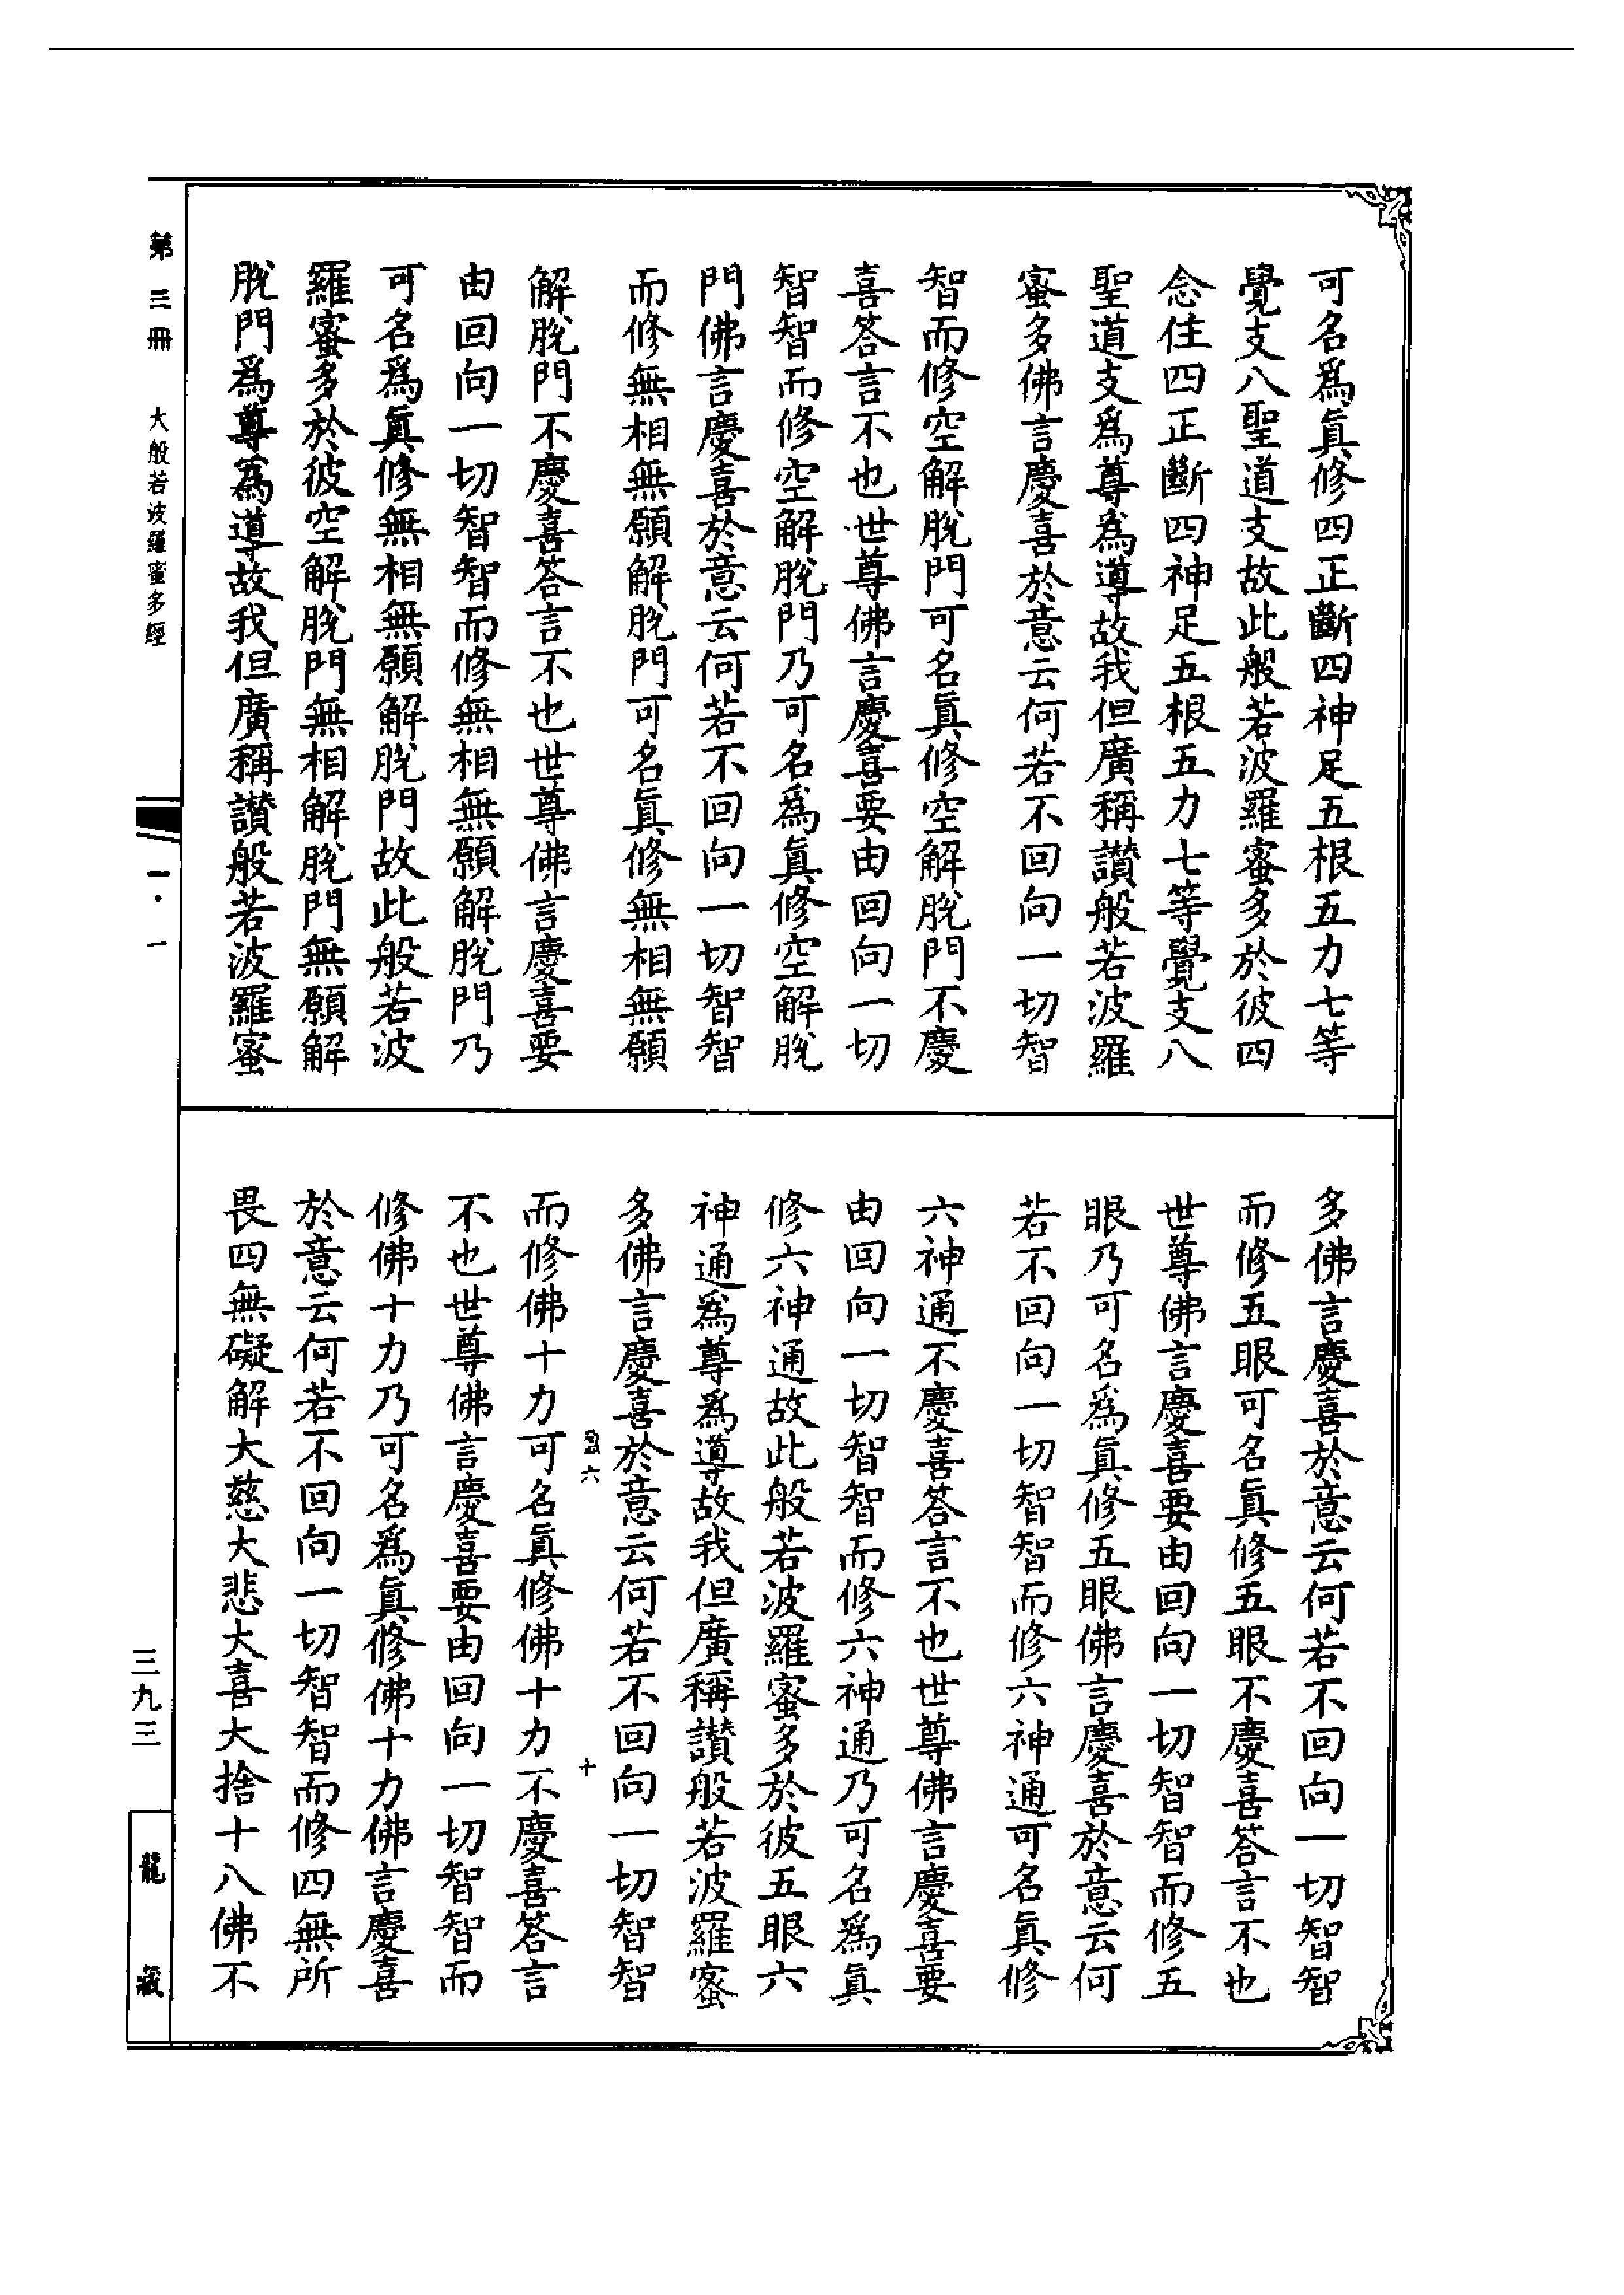 可名爲眞修四正斷四神足五根五力七等
覺支八聖道支故此般若波羅蜜多於彼四
念住四正斷四神足五根五力七等覺支八
聖道支爲尊爲導故我但廣稱讚般若波羅
蜜多佛言慶喜於意云何若不回向一切智
智而修空解脫門可名眞修空解脫門不慶
喜答言不也世尊佛言慶喜要由回向一切
智智而修空解脫門乃可名爲眞修空解脫
門佛言慶喜於意云何若不回向一切智智
而修無相無願解脫門可名眞修無相無願
解脫門不慶喜答言不也世尊佛言慶喜要
由回向一切智智而修無相無願解脫門乃
可名爲眞修無相無願解脫門故此般若波
羅蜜多於彼空解脫門無相解脫門無願解
脫門爲尊爲導故我但廣稱讚般若波羅蜜
多佛言慶喜於意云何若不回向一切智智
而修五眼可名眞修五眼不慶喜答言不也
世尊佛言慶喜要由回向一切智智而修五
眼乃可名爲眞修五眼佛言慶喜於意云何
若不回向一切智智而修六神通可名眞修
六神通不慶喜答言不也世尊佛言慶喜要
由回向一切智智而修六神通乃可名爲眞
修六神通故此般若波羅蜜多於彼五眼六
神通爲尊爲導故我但廣稱讚般若波羅蜜
多佛言慶喜於意云何若不回向一切智智
盈六 十
而修佛十力可名眞修佛十力不慶喜答言
不也世尊佛言慶喜要由回向一切智智而
修佛十力乃可名爲眞修佛十力佛言慶喜
於意云何若不回向一切智智而修四無所
畏四無礙解大慈大悲大喜大捨十八佛不
第三冊 大般若波羅蜜多經
一·一
三九三
龍藏